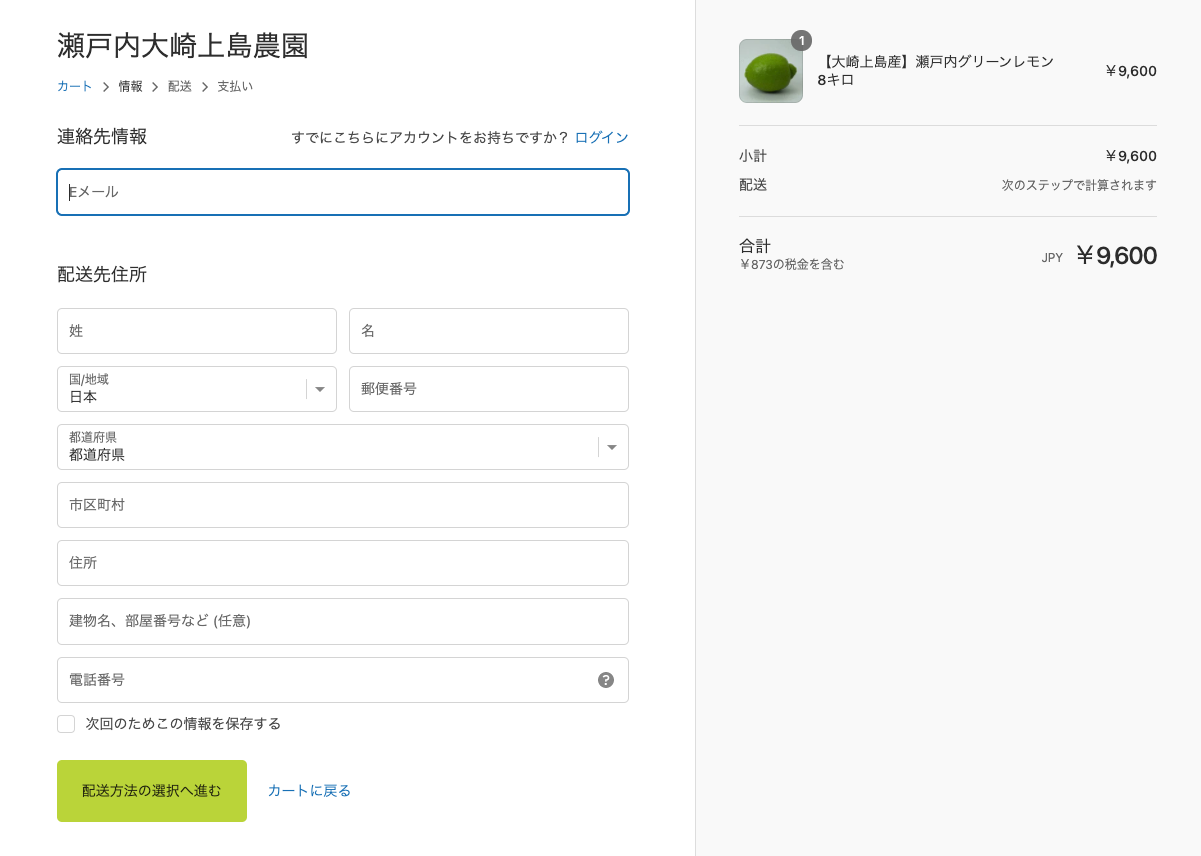 瀬戸内大崎上島農園
カート > 情報 > 配送 > 支払い
連絡先情報
すでにこちらにアカウントをお持ちですか？ ログイン
Eメール
配送先住所
姓
名
国/地域
日本
郵便番号
都道府県
都道府県
市区町村
住所
建物名、部屋番号など (任意)
電話番号
?
次回のためこの情報を保存する
配送方法の選択へ進む
カートに戻る
1
【大崎上島産】瀬戸内グリーンレモン
8キロ
￥9,600
小計
￥9,600
配送
次のステップで計算されます
合計
￥873の税金を含む
JPY ￥9,600